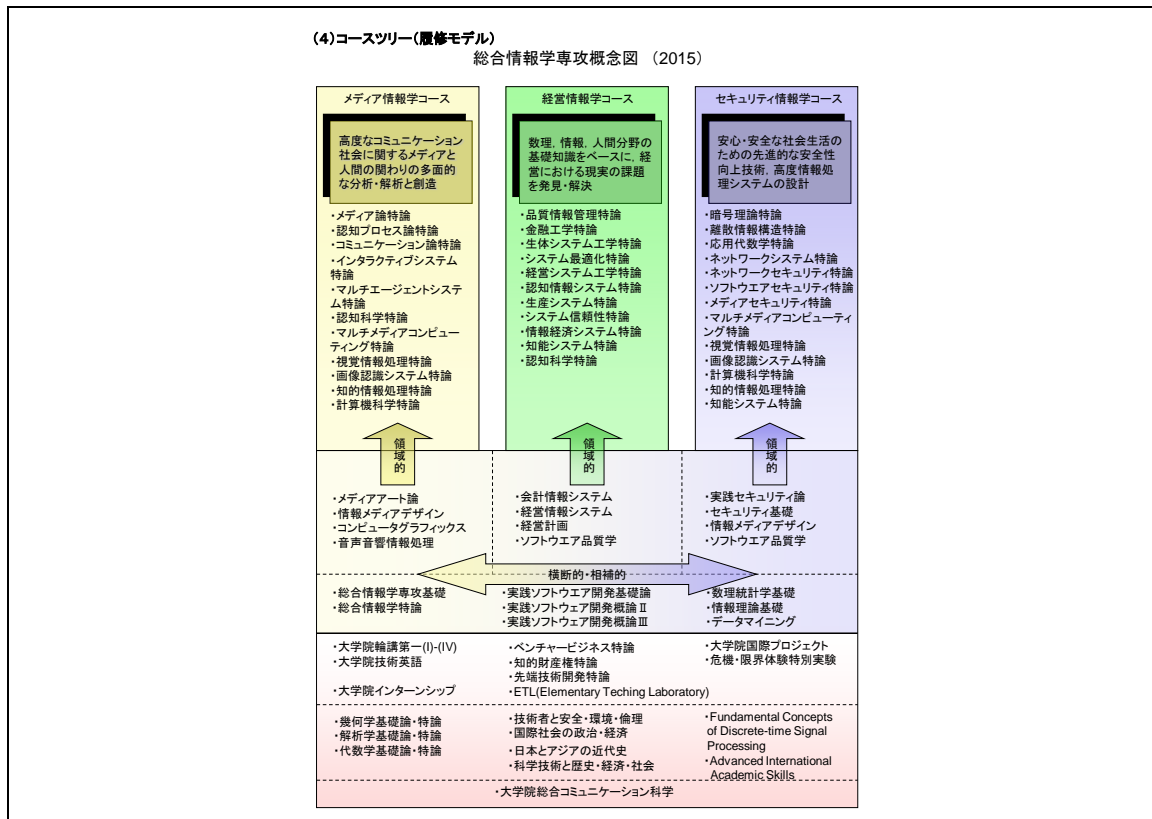 (4)コースツリー(履修モデル)
総合情報学専攻概念図 (2015)
メディア情報学コース
高度なコミュニケーション
社会に関するメディアと
人間の関わりの多面的
な分析・解析と創造
・メディア論特論
・認知プロセス論特論
・コミュニケーション論特論
・インタラクティブシステム
特論
・マルチエージェントシステ
ム特論
・認知科学特論
・マルチメディアコンピュー
ティング特論
・視覚情報処理特論
・画像認識システム特論
・知的情報処理特論
・計算機科学特論
領域的
経営情報学コース
数理, 情報, 人間分野の
基礎知識をベースに, 経
営における現実の課題
を発見・解決
・品質情報管理特論
・金融工学特論
・生体システム工学特論
・システム最適化特論
・経営システム工学特論
・認知情報システム特論
・生産システム特論
・システム信頼性特論
・情報経済システム特論
・知能システム特論
・認知科学特論
領域的
セキュリティ情報学コース
安心・安全な社会生活の
ための先進的な安全性
向上技術, 高度情報処
理システムの設計
・暗号理論特論
・離散情報構造特論
・応用代数学特論
・ネットワークシステム特論
・ネットワークセキュリティ特論
・ソフトウエアセキュリティ特論
・メディアセキュリティ特論
・マルチメディアコンピューティ
ング特論
・視覚情報処理特論
・画像認識システム特論
・計算機科学特論
・知的情報処理特論
・知能システム特論
領域的
・メディアアート論
・情報メディアデザイン
・コンピュータグラフィックス
・音声音響情報処理
・会計情報システム
・経営情報システム
・経営計画
・ソフトウエア品質学
・実践セキュリティ論
・セキュリティ基礎
・情報メディアデザイン
・ソフトウエア品質学
横断的・相補的
・総合情報学専攻基礎
・総合情報学特論
・実践ソフトウエア開発基礎論
・実践ソフトウェア開発概論Ⅱ
・実践ソフトウェア開発概論Ⅲ
・数理統計学基礎
・情報理論基礎
・データマイニング
・大学院輪講第一(I)-(IV)
・大学院技術英語
・大学院インターンシップ
・ベンチャービジネス特論
・知的財産権特論
・先端技術開発特論
・ETL(Elementary Teching Laboratory)
・大学院国際プロジェクト
・危機・限界体験特別実験
・幾何学基礎論・特論
・解析学基礎論・特論
・代数学基礎論・特論
・技術者と安全・環境・倫理
・国際社会の政治・経済
・日本とアジアの近代史
・科学技術と歴史・経済・社会
・Fundamental Concepts
of Discrete-time Signal
Processing
・Advanced International
Academic Skills
・大学院総合コミュニケーション科学